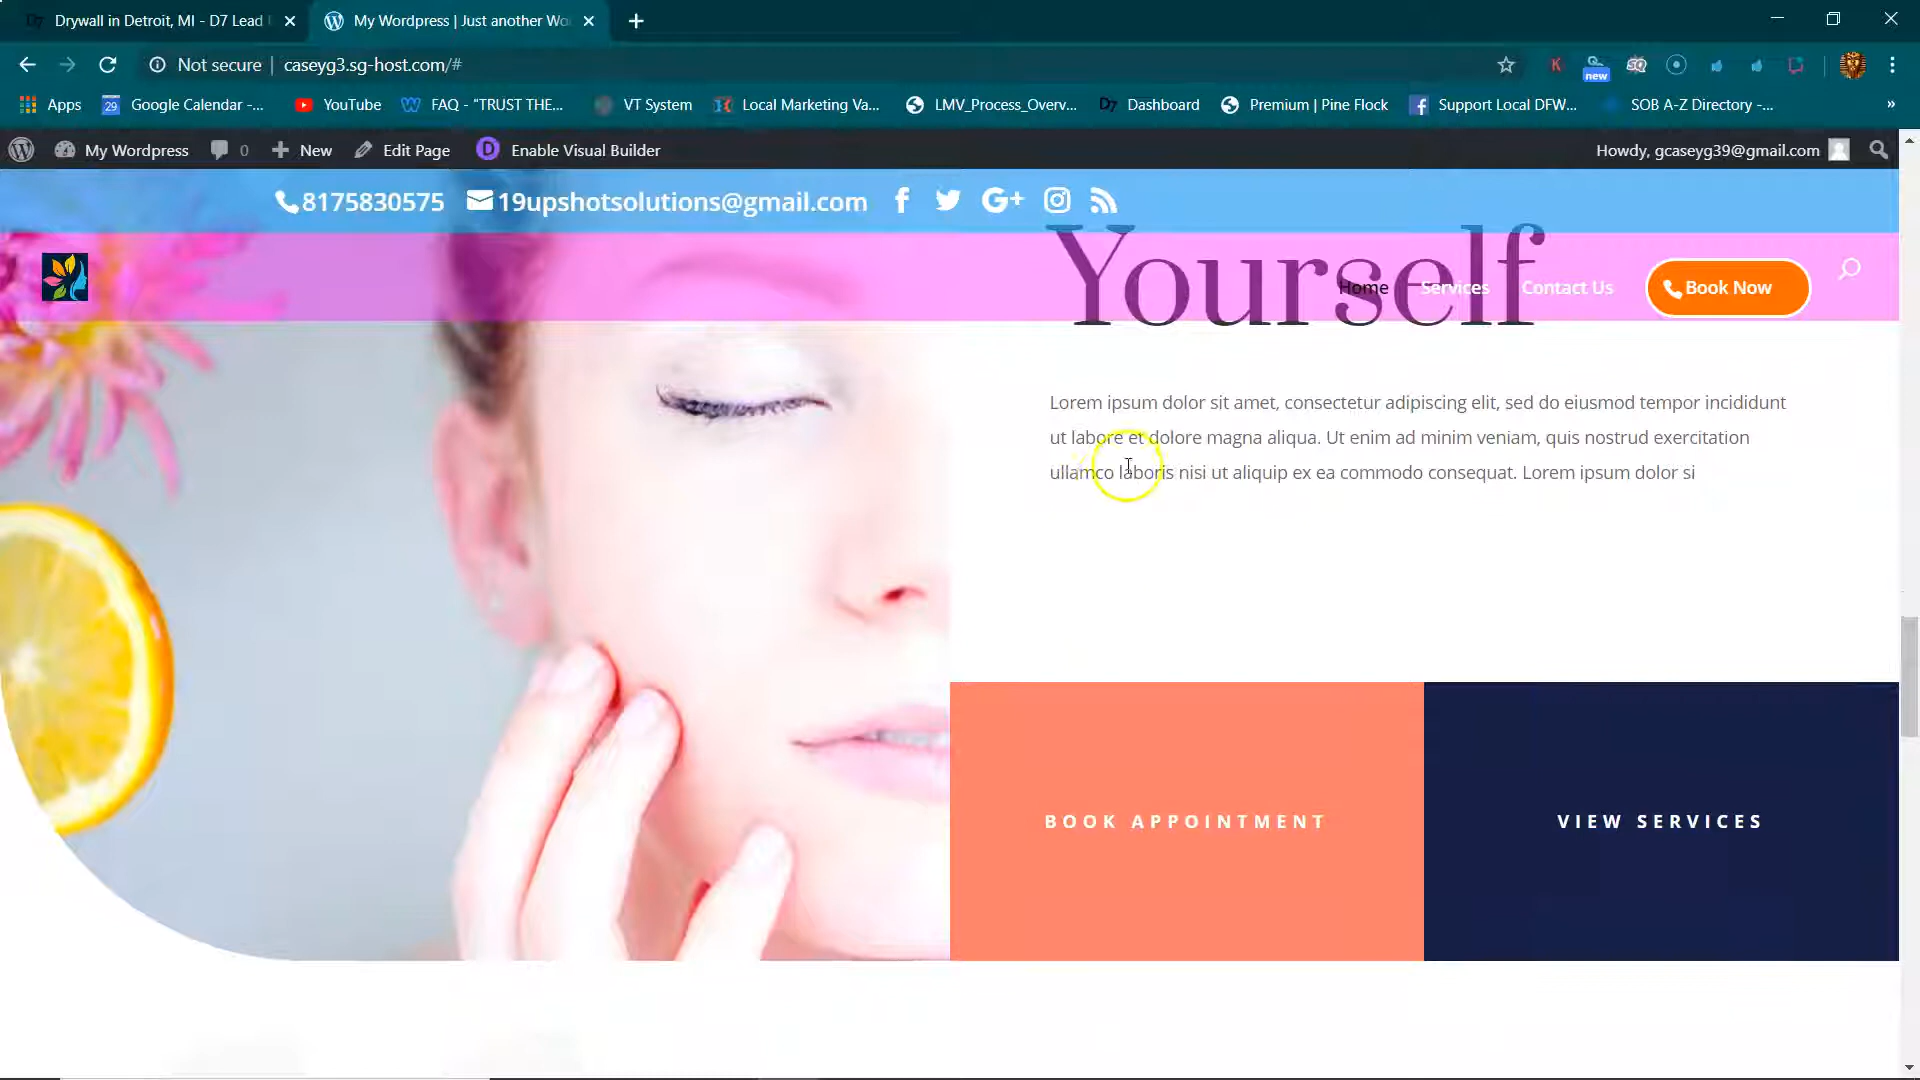 Drywall in Detroit, MI - D7 Lead
My Wordpress | Just another Wo
Not secure
caseyg3.sg-host.com/#
K
new
SQ
Apps
29
Google Calendar -...
YouTube
FAQ - "TRUST THE...
VT System
Local Marketing Va...
LMV_Process_Overv...
D7
Dashboard
Premium | Pine Flock
Support Local DFW...
SOB A-Z Directory -...
»
My Wordpress
0
New
Edit Page
D
Enable Visual Builder
Howdy, gcaseyg39@gmail.com
8175830575
19upshotsolutions@gmail.com
Yourself
Home
Services
Contact Us
Book Now
Lorem ipsum dolor sit amet, consectetur adipiscing elit, sed do eiusmod tempor incididunt
ut labore et dolore magna aliqua. Ut enim ad minim veniam, quis nostrud exercitation
ullamco laboris nisi ut aliquip ex ea commodo consequat. Lorem ipsum dolor si
BOOK APPOINTMENT
VIEW SERVICES